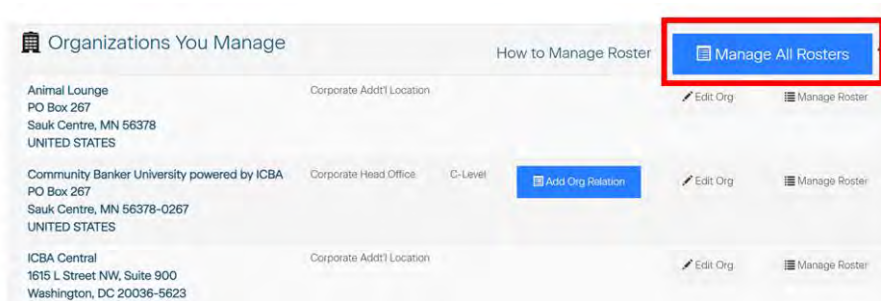 Organizations You Manage
How to Manage Roster
Manage All Rosters
Animal Lounge
PO Box 267
Sauk Centre, MN 56378
UNITED STATES
Corporate Addt'l Location
Edit Org
Manage Roster
Community Banker University powered by ICBA
PO Box 267
Sauk Centre, MN 56378-0267
UNITED STATES
Corporate Head Office
C-Level
Add Org Relation
Edit Org
Manage Roster
ICBA Central
1615 L Street NW, Suite 900
Washington, DC 20036-5623
Corporate Addt'l Location
Edit Org
Manage Roster